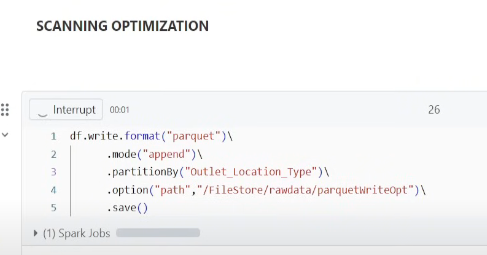 SCANNING OPTIMIZATION
Interrupt 00:01 26
1 df.write.format("parquet")\
2 .mode("append")\
3 .partitionBy("Outlet_Location_Type")\
4 .option("path","/FileStore/rawdata/parquetWriteOpt")\
5 .save()
(1) Spark Jobs